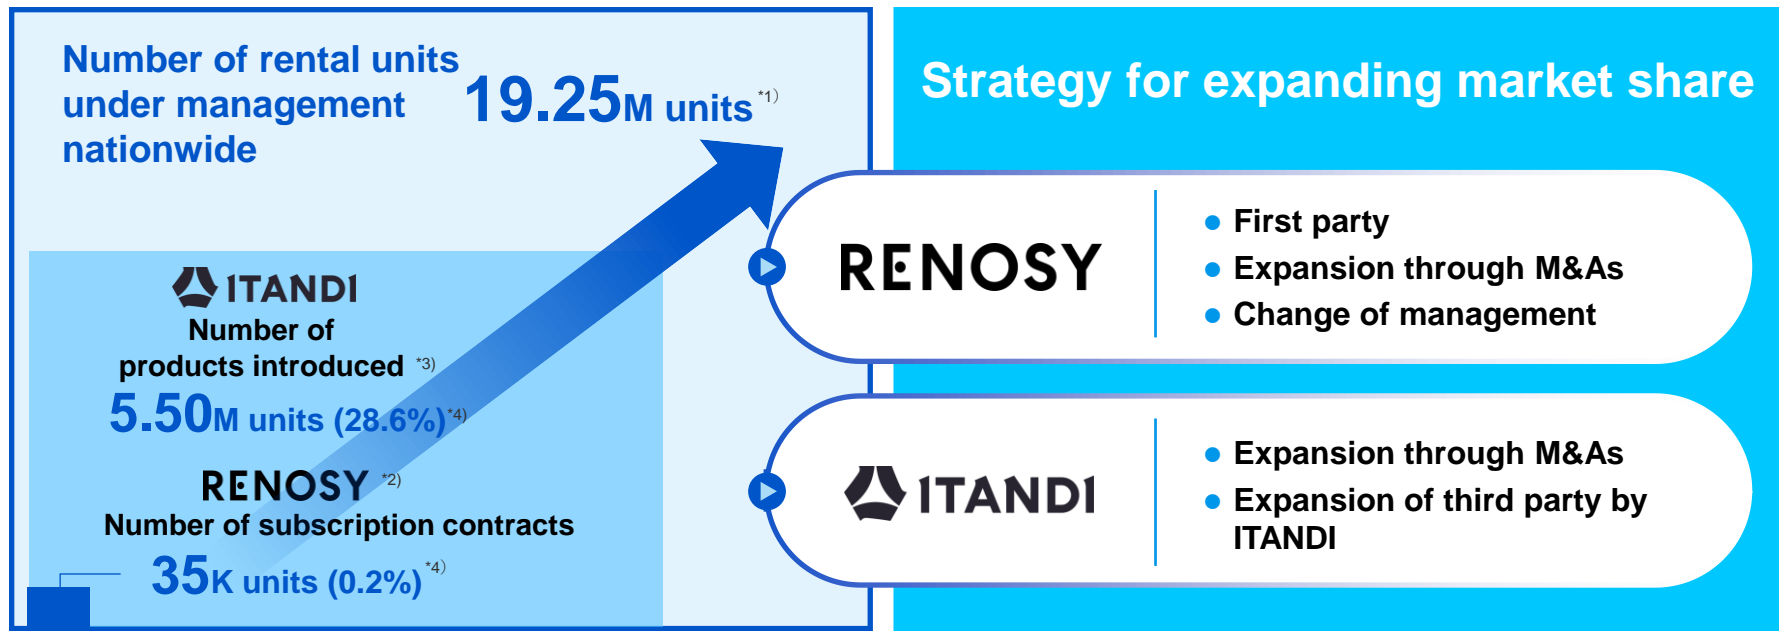 Number of rental units
under management
nationwide
19.25M units *1)
ITANDI
Number of
products introduced *3)
5.50M units (28.6%)*4)
RENOSY *2)
Number of subscription contracts
35K units (0.2%)*4)
Strategy for expanding market share
RENOSY
● First party
● Expansion through M&As
● Change of management
ITANDI
● Expansion through M&As
● Expansion of third party by
ITANDI